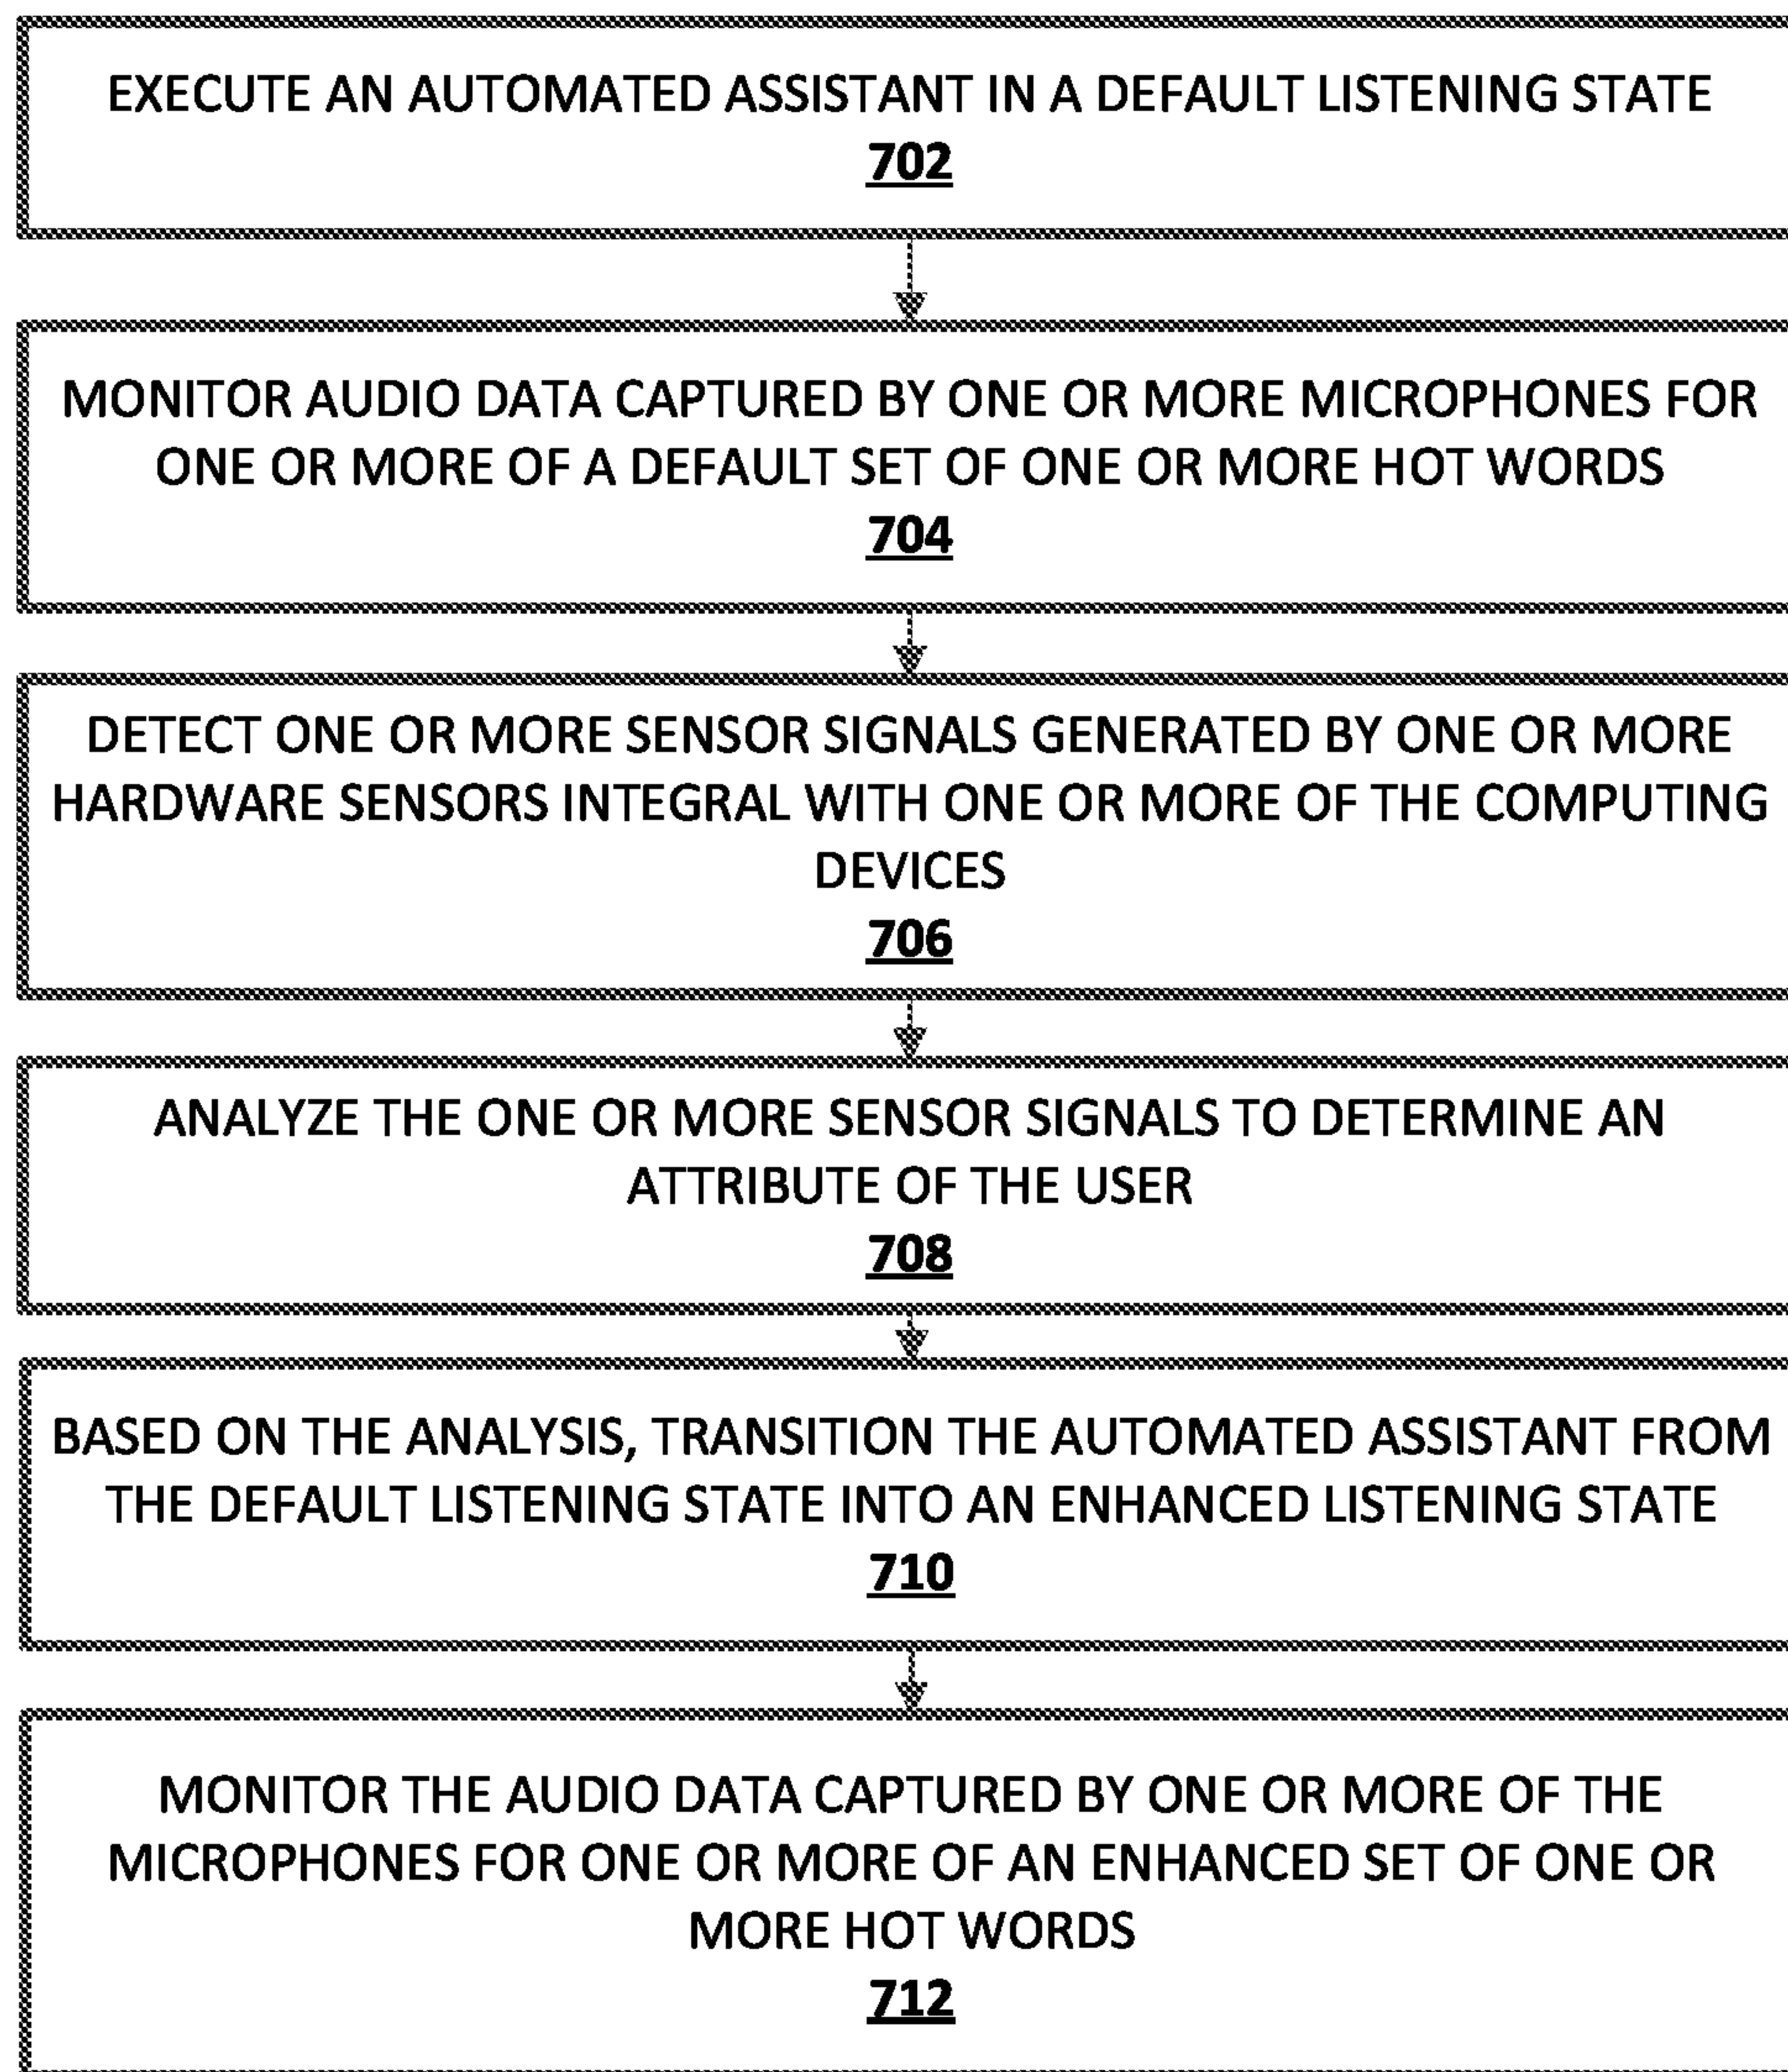 EXECUTE AN AUTOMATED ASSISTANT IN A DEFAULT LISTENING STATE
702
MONITOR AUDIO DATA CAPTURED BY ONE OR MORE MICROPHONES FOR
ONE OR MORE OF A DEFAULT SET OF ONE OR MORE HOT WORDS
704
DETECT ONE OR MORE SENSOR SIGNALS GENERATED BY ONE OR MORE
HARDWARE SENSORS INTEGRAL WITH ONE OR MORE OF THE COMPUTING
DEVICES
706
ANALYZE THE ONE OR MORE SENSOR SIGNALS TO DETERMINE AN
ATTRIBUTE OF THE USER
708
BASED ON THE ANALYSIS, TRANSITION THE AUTOMATED ASSISTANT FROM
THE DEFAULT LISTENING STATE INTO AN ENHANCED LISTENING STATE
710
MONITOR THE AUDIO DATA CAPTURED BY ONE OR MORE OF THE
MICROPHONES FOR ONE OR MORE OF AN ENHANCED SET OF ONE OR
MORE HOT WORDS
712